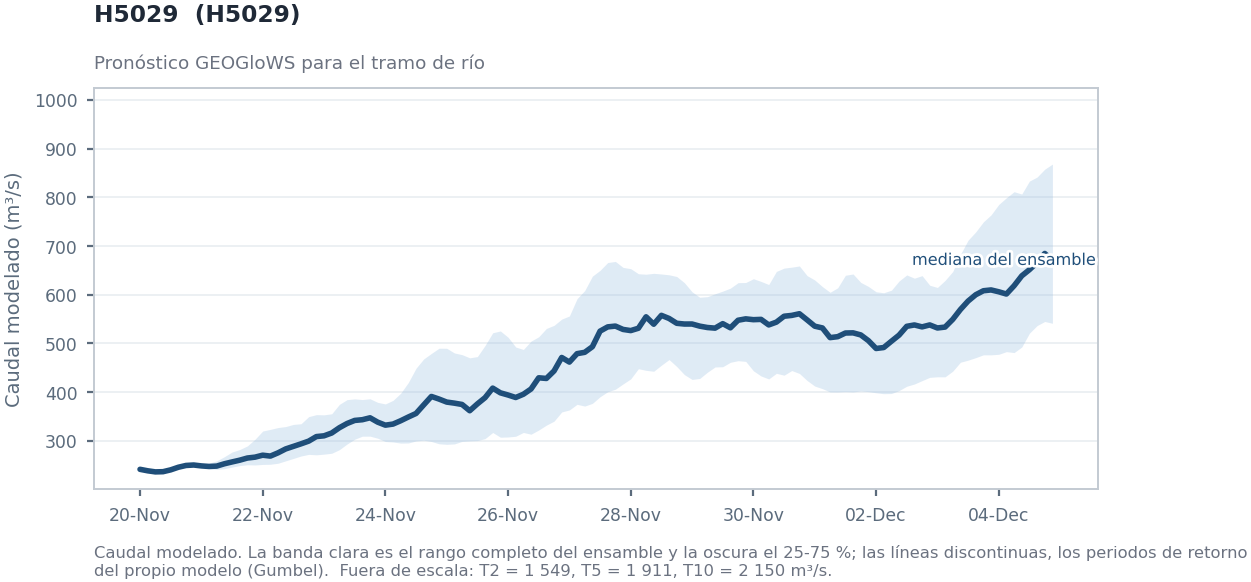 H5029 (H5029)
Pronóstico GEOGloWS para el tramo de río
Caudal modelado (m³/s)
1000
900
800
700
600
500
400
300
mediana del ensamble
20-Nov 22-Nov 24-Nov 26-Nov 28-Nov 30-Nov 02-Dec 04-Dec
Caudal modelado. La banda clara es el rango completo del ensamble y la oscura el 25-75 %; las líneas discontinuas, los periodos de retorno
del propio modelo (Gumbel). Fuera de escala: T2 = 1 549, T5 = 1 911, T10 = 2 150 m³/s.